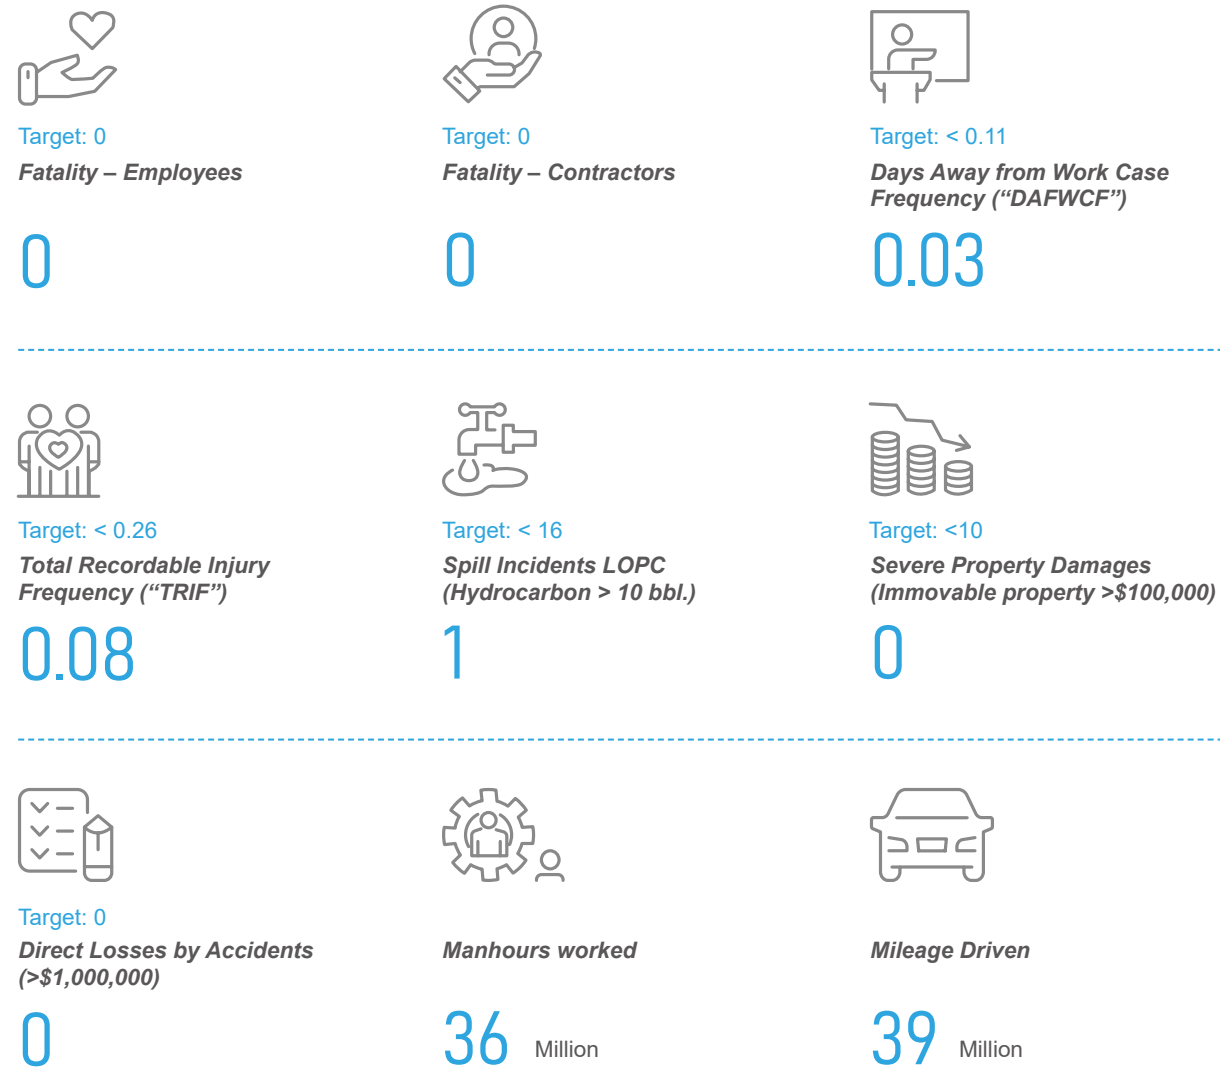 Target: 0
Fatality – Employees
0
Target: 0
Fatality – Contractors
0
Target: < 0.11
Days Away from Work Case
Frequency (“DAFWCF”)
0.03
Target: < 0.26
Total Recordable Injury
Frequency (“TRIF”)
0.08
Target: < 16
Spill Incidents LOPC
(Hydrocarbon > 10 bbl.)
1
Target: <10
Severe Property Damages
(Immovable property >$100,000)
0
Target: 0
Direct Losses by Accidents
(>$1,000,000)
0
Manhours worked
36 Million
Mileage Driven
39 Million